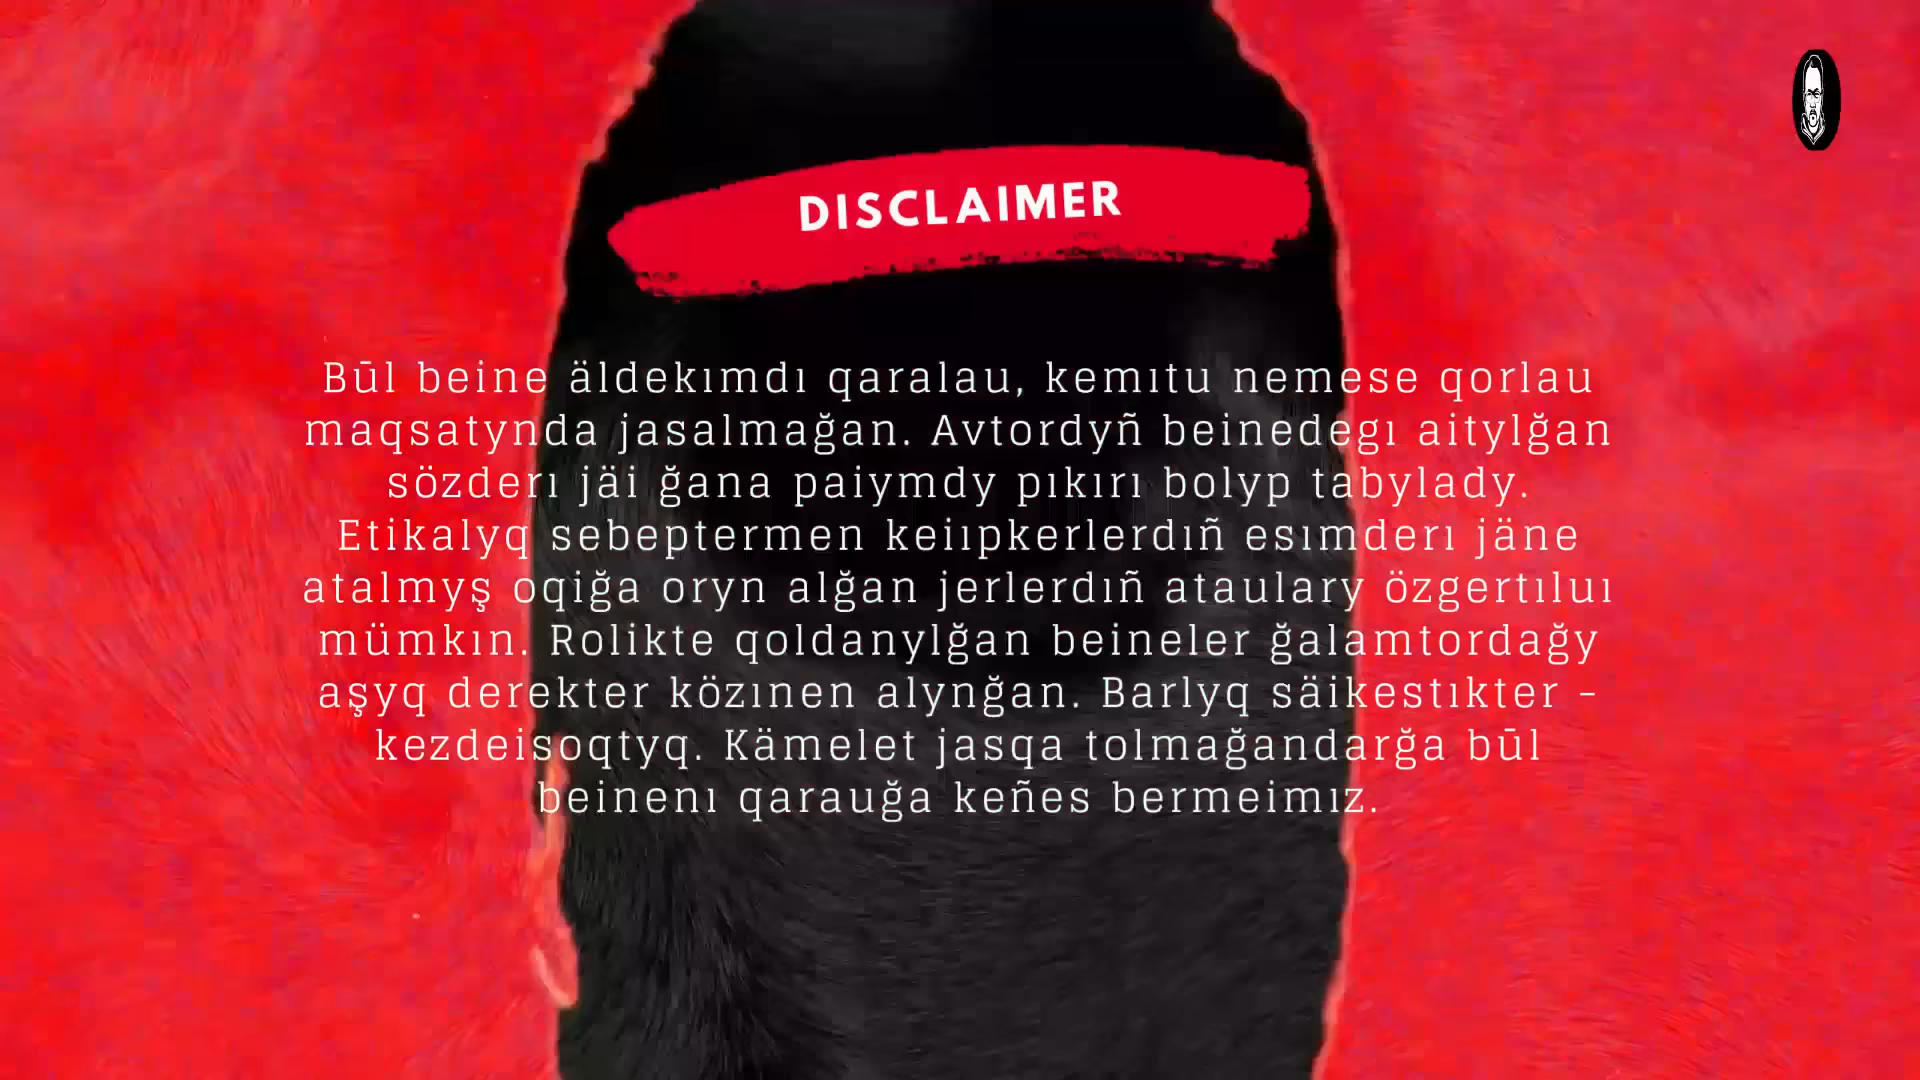 DISCLAIMER
Būl beine äldekımdı qaralau, kemıtu nemese qorlau
maqsatynda jasalmağan. Avtordyñ beinedegı aitylğan
sözderı jäi ğana paiymdy pıkırı bolyp tabylady.
Etikalyq sebeptermen keiıpkerlerdıñ esımderı jäne
atalmyş oqiğa oryn alğan jerlerdıñ ataulary özgertıluı
mümkın. Rolikte qoldanylğan beineler ğalamtordağy
aşyq derekter közınen alynğan. Barlyq säikestıkter -
kezdeisoqtyq. Kämelet jasqa tolmağandarğa būl
beinenı qarauğa keñes bermeimız.